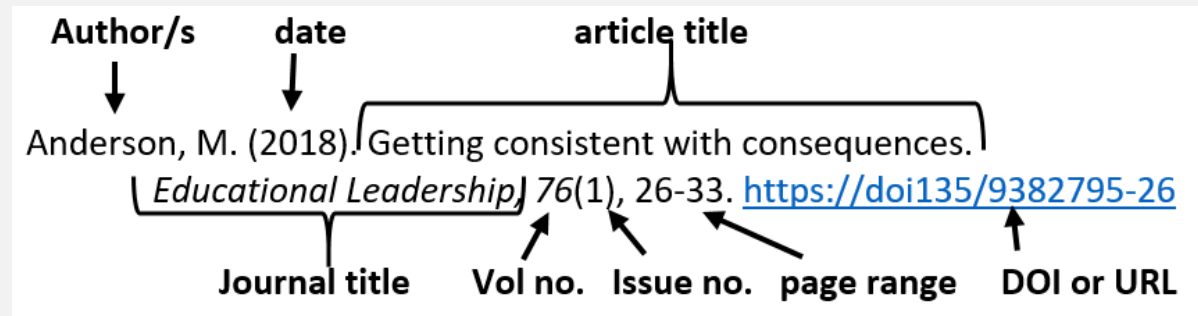 Author/s date article title
Anderson, M. (2018). Getting consistent with consequences.
Educational Leadership, 76(1), 26-33. https://doi135/9382795-26
Journal title Vol no. Issue no. page range DOI or URL